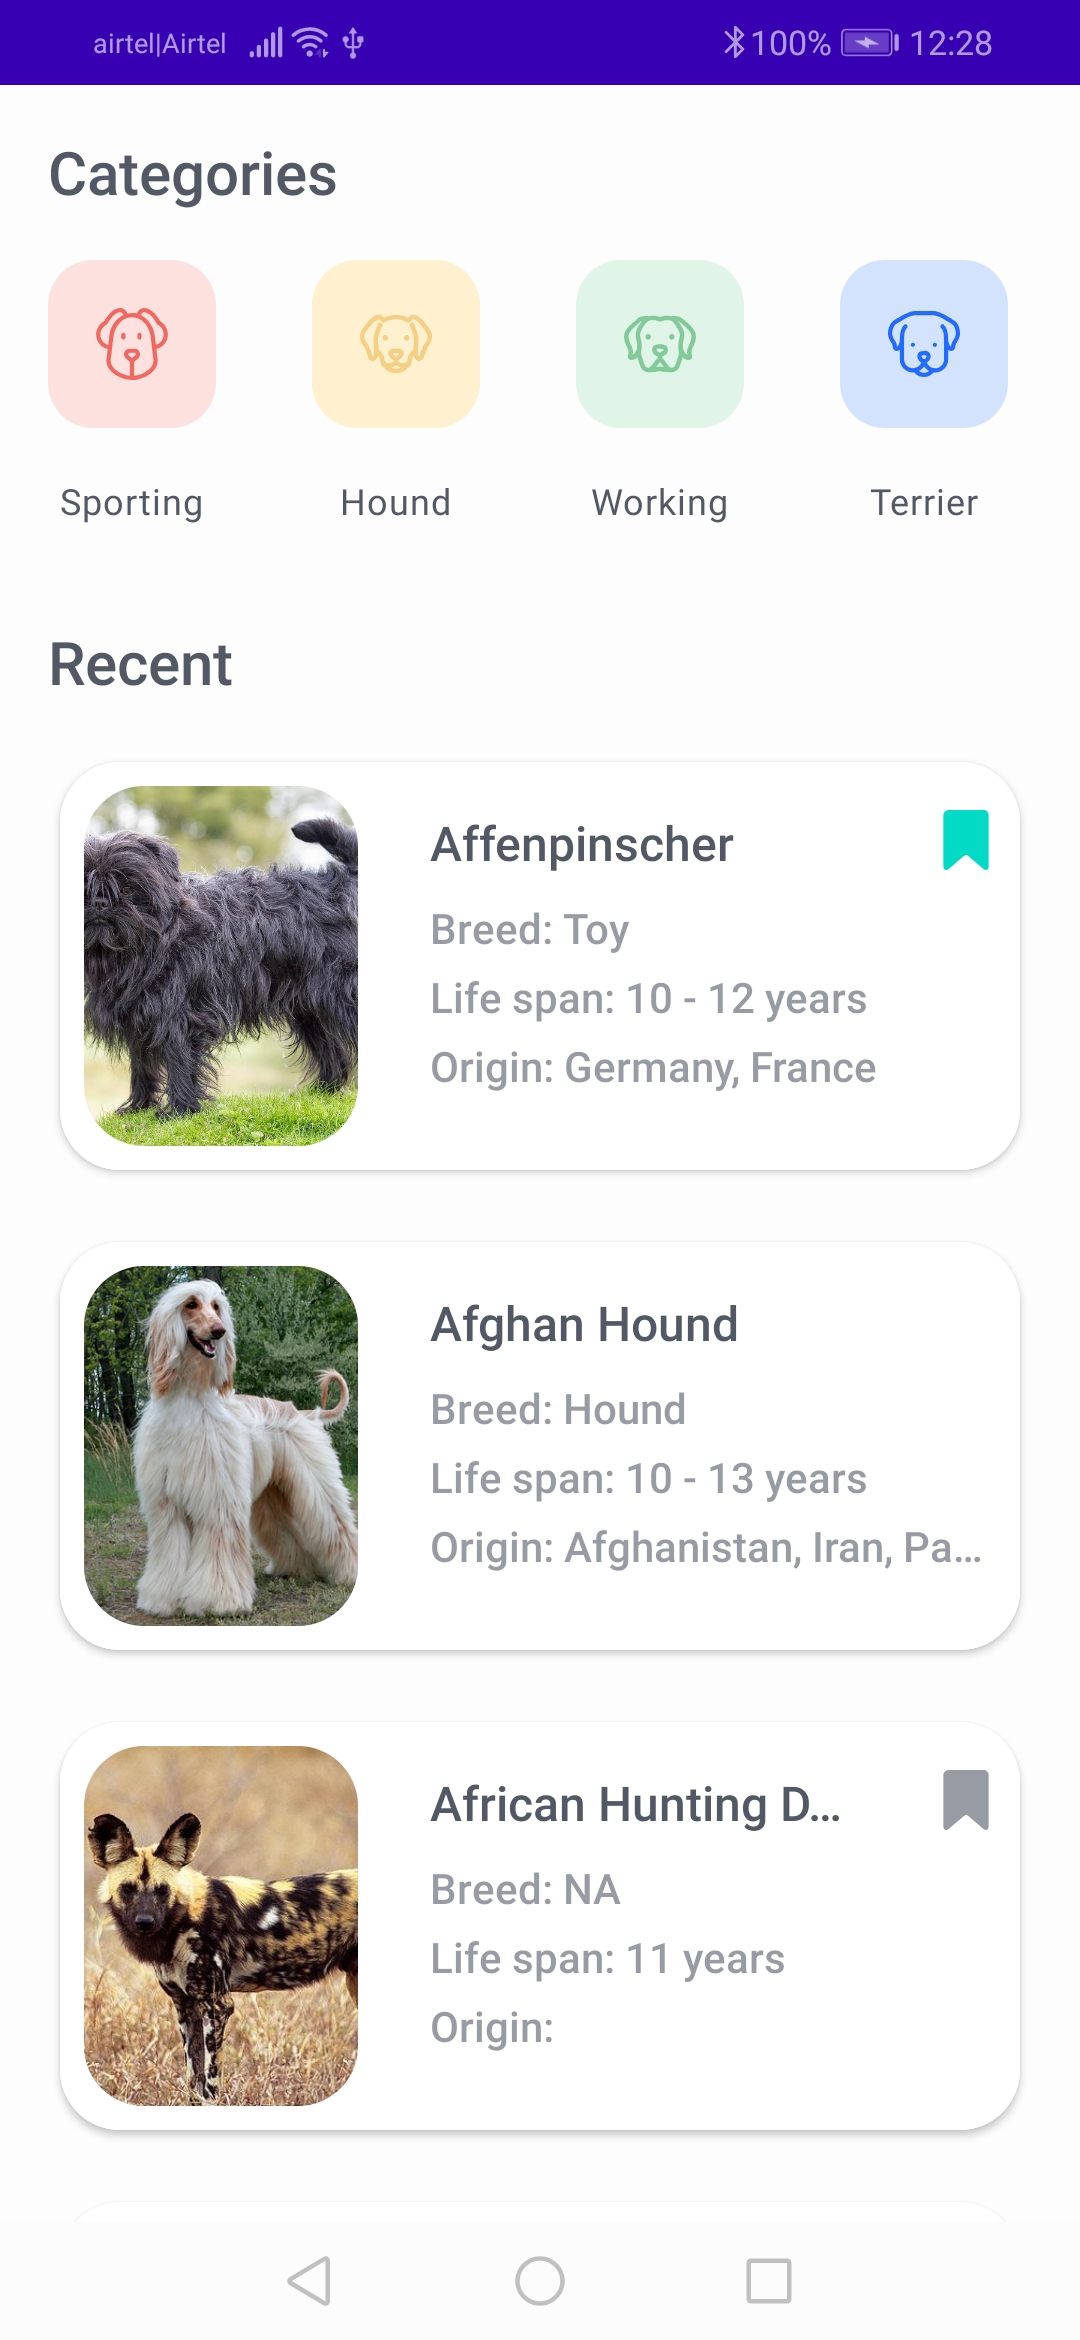 airtel|Airtel 100% 12:28
Categories
Sporting Hound Working Terrier
Recent
Affenpinscher
Breed: Toy
Life span: 10 - 12 years
Origin: Germany, France
Afghan Hound
Breed: Hound
Life span: 10 - 13 years
Origin: Afghanistan, Iran, Pa...
African Hunting D...
Breed: NA
Life span: 11 years
Origin: